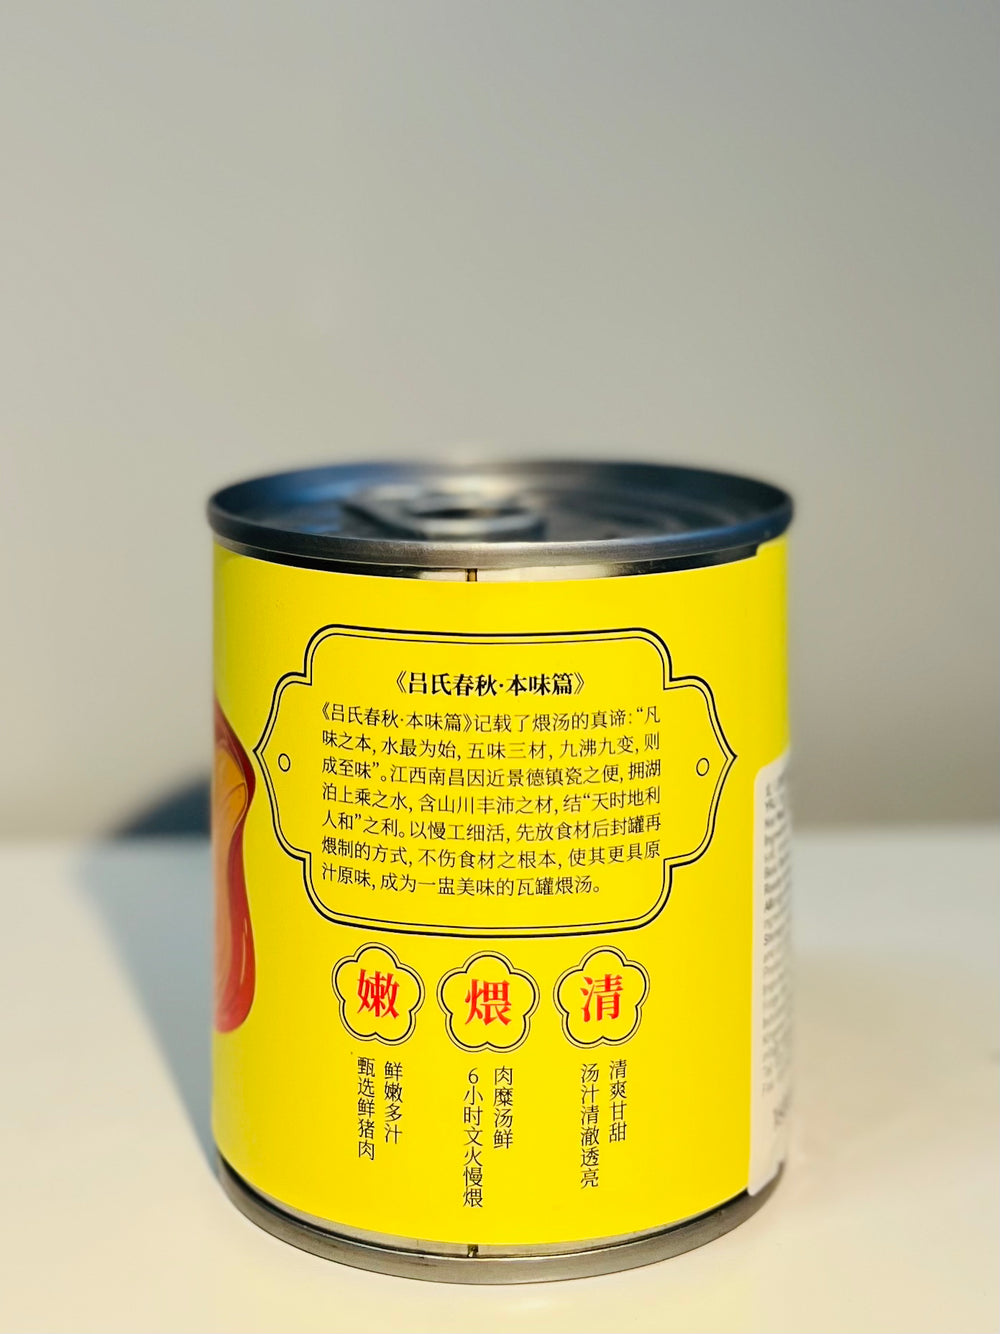 《吕氏春秋·本味篇》
《吕氏春秋·本味篇》记载了煨汤的真谛：“凡
味之本，水最为始，五味三材，九沸九变，则
成至味”。江西南昌因近景德镇瓷之便，拥湖
泊上乘之水，含山川丰沛之材，结“天时地利
人和”之利。以慢工细活，先放食材后封罐再
煨制的方式，不伤食材之根本，使其更具原
汁原味，成为一盅美味的瓦罐煨汤。
嫩
鲜嫩多汁
甄选鲜猪肉
煨
肉糜汤鲜
6小时文火慢煨
清
清爽甘甜
汤汁清澈透亮